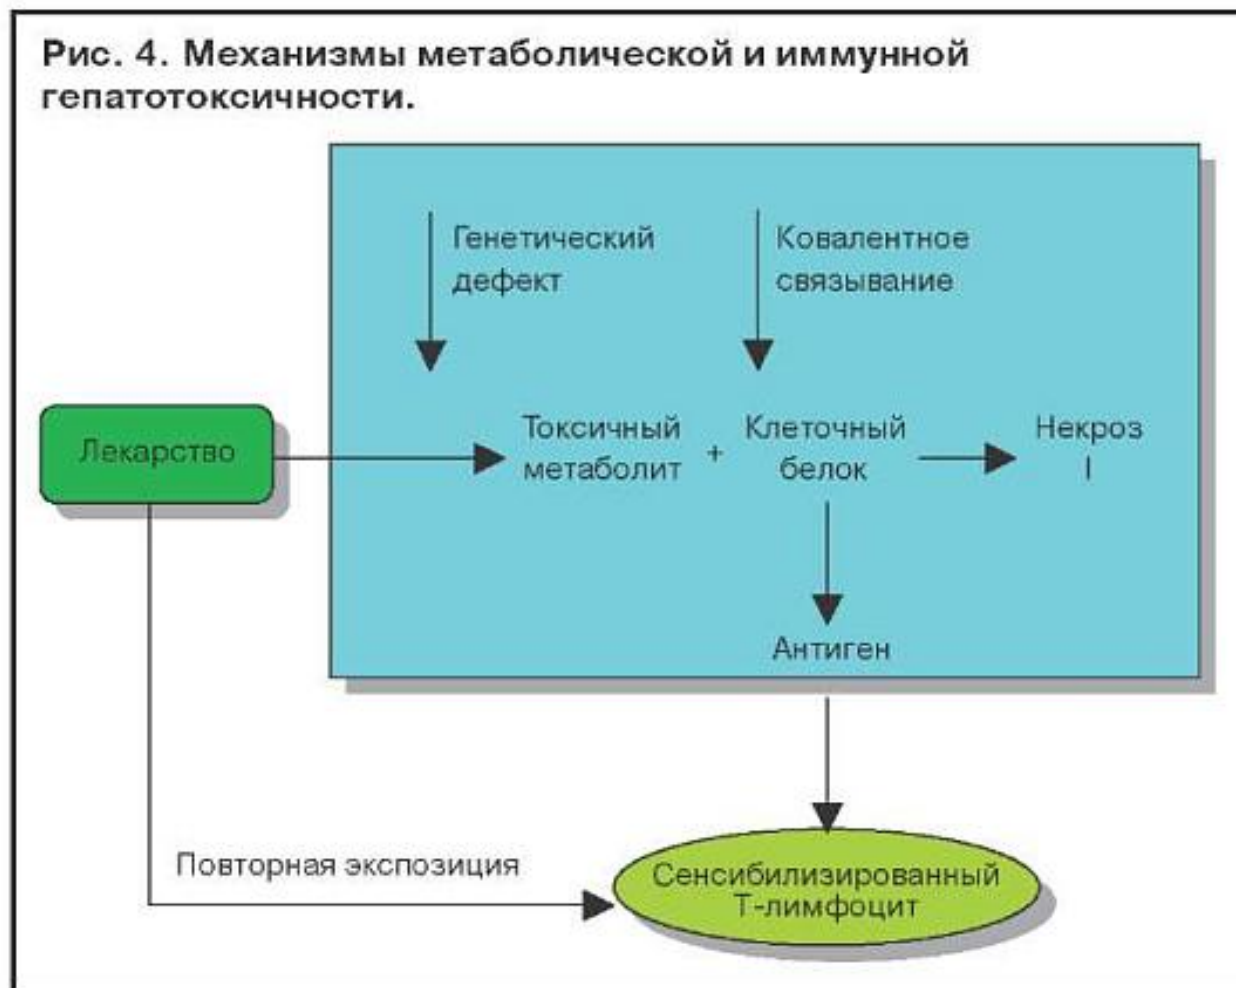 Рис. 4. Механизмы метаболической и иммунной
гепатотоксичности.
Генетический
дефект
Ковалентное
связывание
Лекарство
Токсичный
метаболит
+
Клеточный
белок
Некроз
I
Антиген
Повторная экспозиция
Сенсибилизированный
Т-лимфоцит